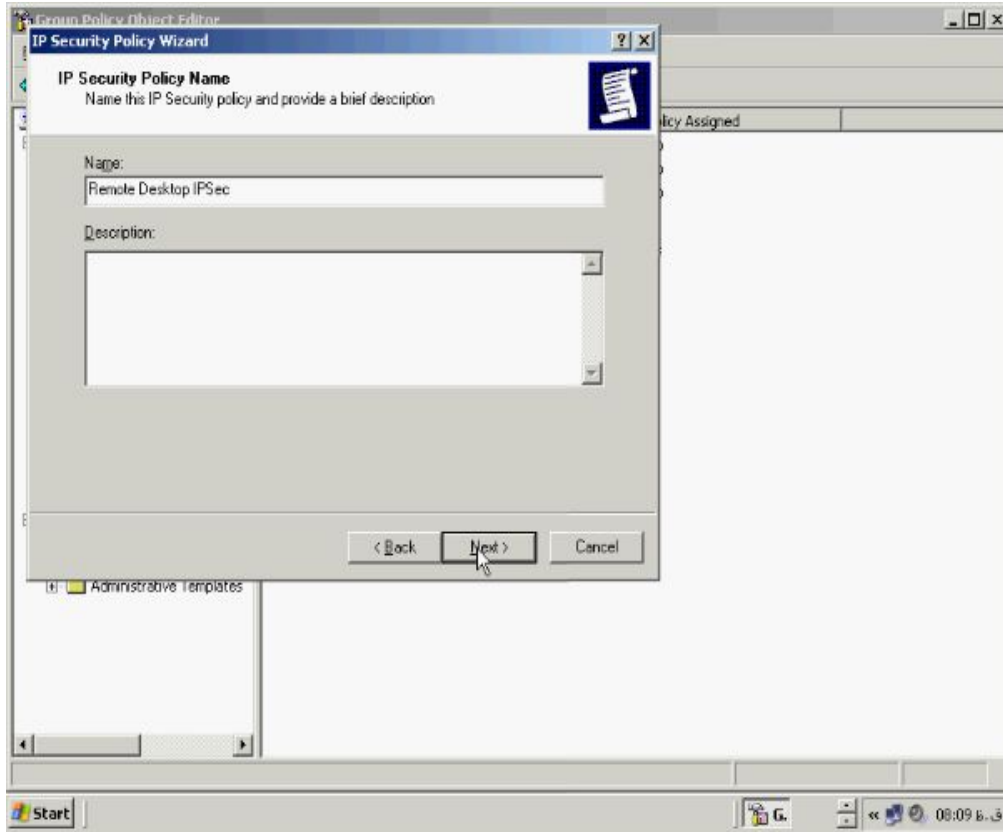 Group Policy Object Editor
IP Security Policy Wizard
IP Security Policy Name
Name this IP Security policy and provide a brief description
licy Assigned
Name:
Remote Desktop IPSec
Description:
< Back
Next >
Cancel
Administrative Templates
Start
G.
« 08:09 ق.ظ